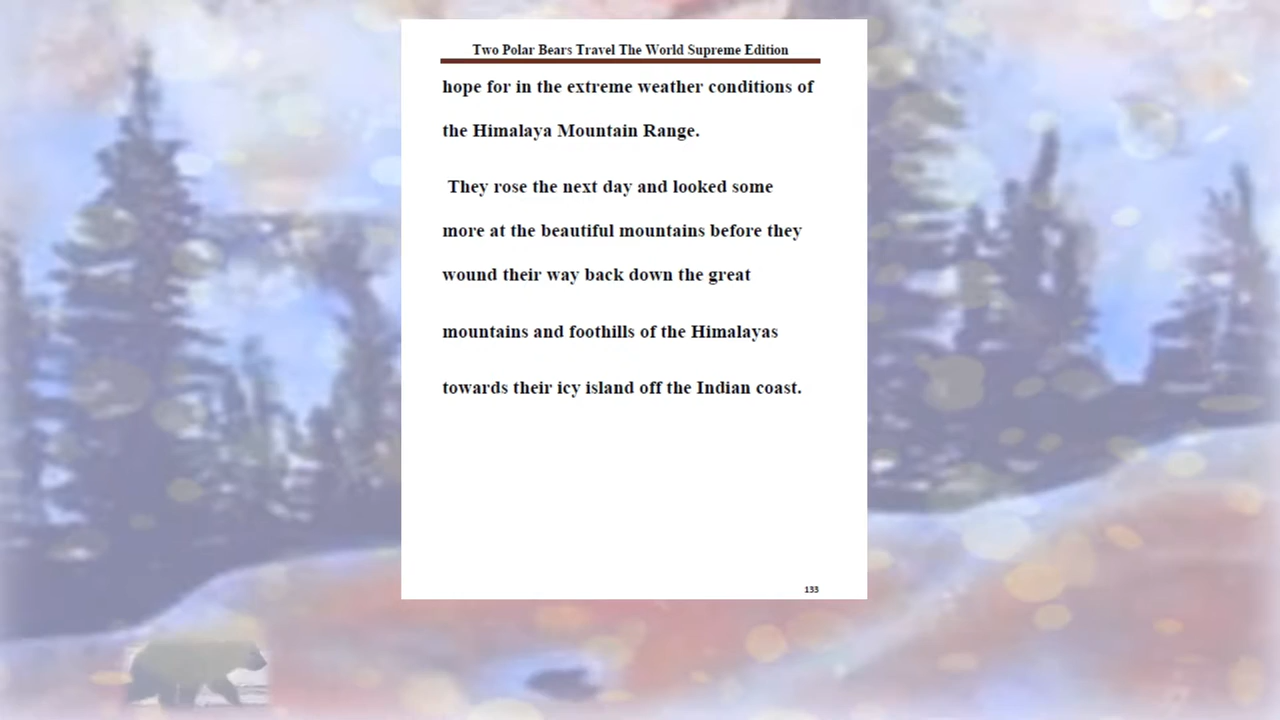 Two Polar Bears Travel The World Supreme Edition
hope for in the extreme weather conditions of
the Himalaya Mountain Range.
They rose the next day and looked some
more at the beautiful mountains before they
wound their way back down the great
mountains and foothills of the Himalayas
towards their icy island off the Indian coast.
133